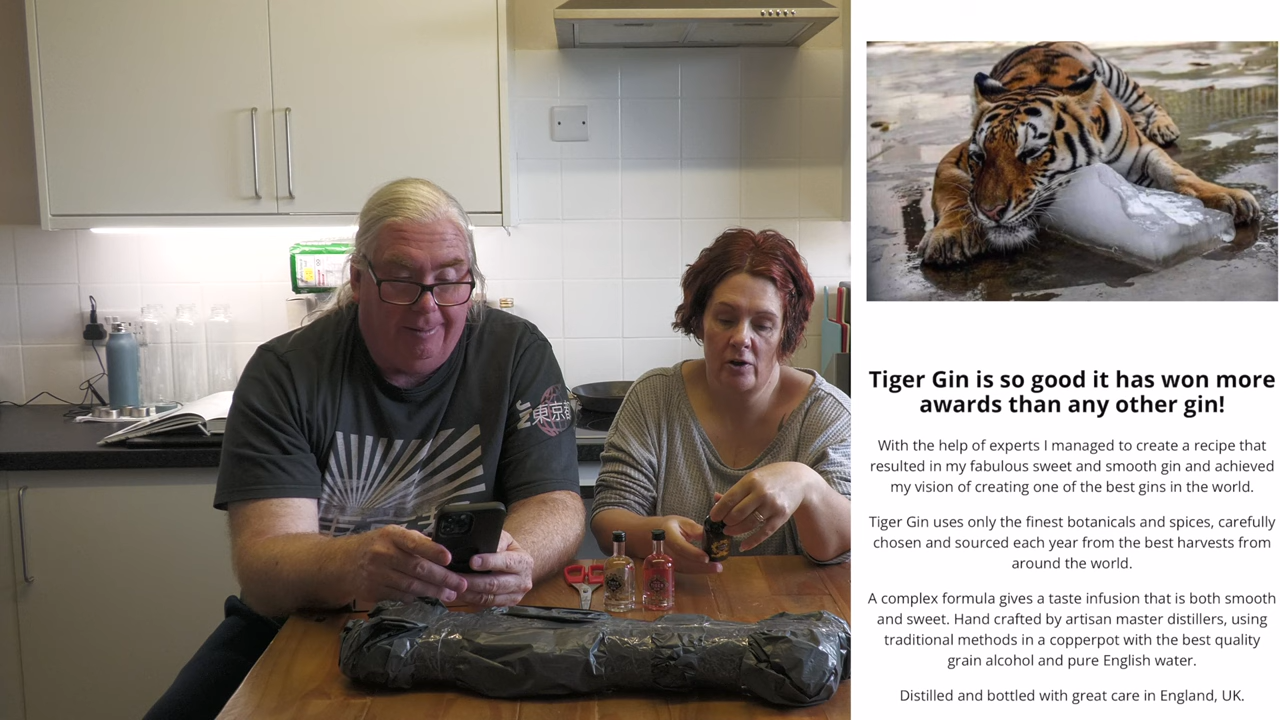 東京都
Tiger Gin is so good it has won more
awards than any other gin!
With the help of experts I managed to create a recipe that
resulted in my fabulous sweet and smooth gin and achieved
my vision of creating one of the best gins in the world.
Tiger Gin uses only the finest botanicals and spices, carefully
chosen and sourced each year from the best harvests from
around the world.
A complex formula gives a taste infusion that is both smooth
and sweet. Hand crafted by artisan master distillers, using
traditional methods in a copperpot with the best quality
grain alcohol and pure English water.
Distilled and bottled with great care in England, UK.